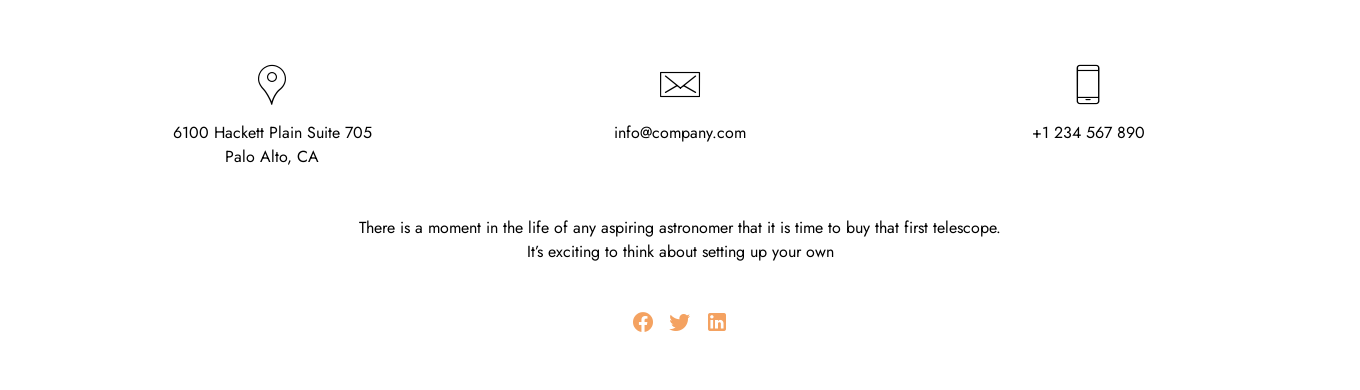 6100 Hackett Plain Suite 705
Palo Alto, CA
info@company.com
+1 234 567 890
There is a moment in the life of any aspiring astronomer that it is time to buy that first telescope.
It’s exciting to think about setting up your own